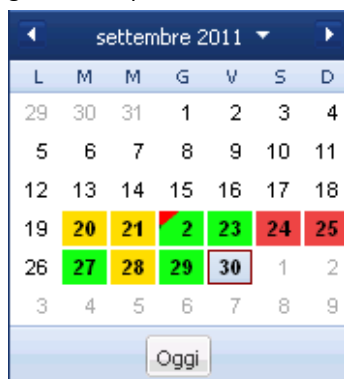 settembre 2011
L M M G V S D
29 30 31 1 2 3 4
5 6 7 8 9 10 11
12 13 14 15 16 17 18
19 20 21 2 23 24 25
26 27 28 29 30 1 2
3 4 5 6 7 8 9
Oggi